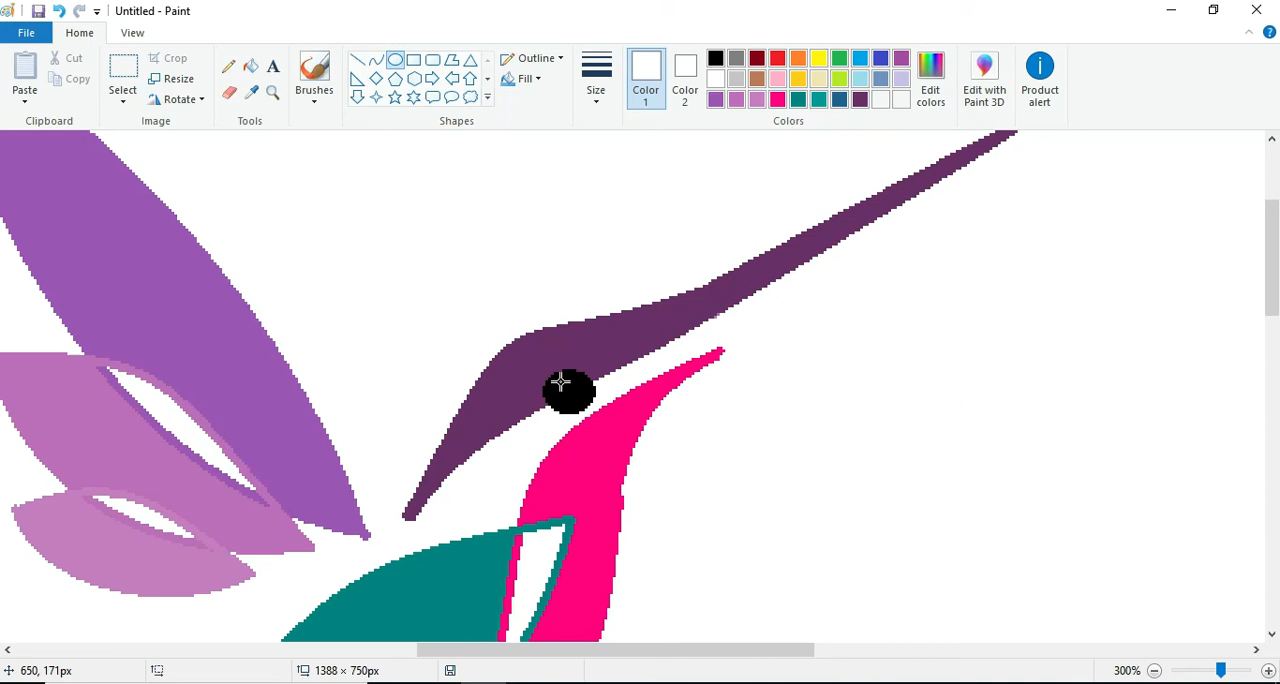 Untitled - Paint
File Home View
Paste Cut Copy Select Crop Resize Rotate Brushes Outline Fill Size Color 1 Color 2 Edit colors Edit with Paint 3D Product alert
Clipboard Image Tools Shapes Colors
650, 171px 1388 × 750px 300%